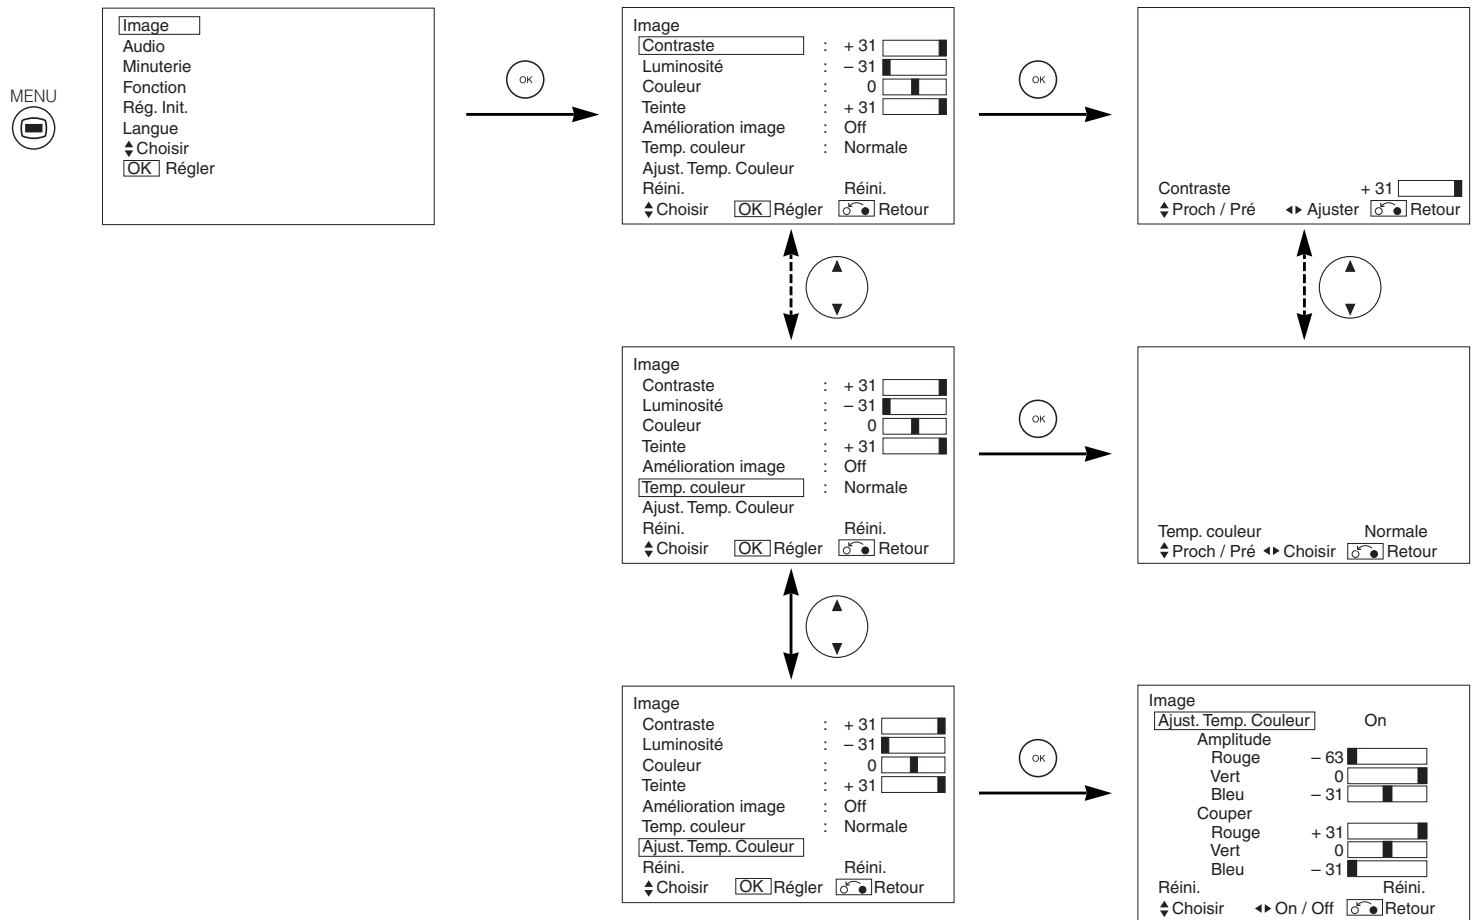 MENU
Image
Audio
Minuterie
Fonction
Rég. Init.
Langue
Choisir
OK Régler
OK
Image
Contraste : + 31
Luminosité : – 31
Couleur : 0
Teinte : + 31
Amélioration image : Off
Temp. couleur : Normale
Ajust. Temp. Couleur
Réini. Réini.
Choisir OK Régler Retour
OK
Contraste + 31
Proch / Pré Ajuster Retour
Image
Contraste : + 31
Luminosité : – 31
Couleur : 0
Teinte : + 31
Amélioration image : Off
Temp. couleur : Normale
Ajust. Temp. Couleur
Réini. Réini.
Choisir OK Régler Retour
OK
Temp. couleur Normale
Proch / Pré Choisir Retour
Image
Contraste : + 31
Luminosité : – 31
Couleur : 0
Teinte : + 31
Amélioration image : Off
Temp. couleur : Normale
Ajust. Temp. Couleur
Réini. Réini.
Choisir OK Régler Retour
OK
Image
Ajust. Temp. Couleur On
Amplitude
Rouge – 63
Vert 0
Bleu – 31
Couper
Rouge + 31
Vert 0
Bleu – 31
Réini. Réini.
Choisir On / Off Retour